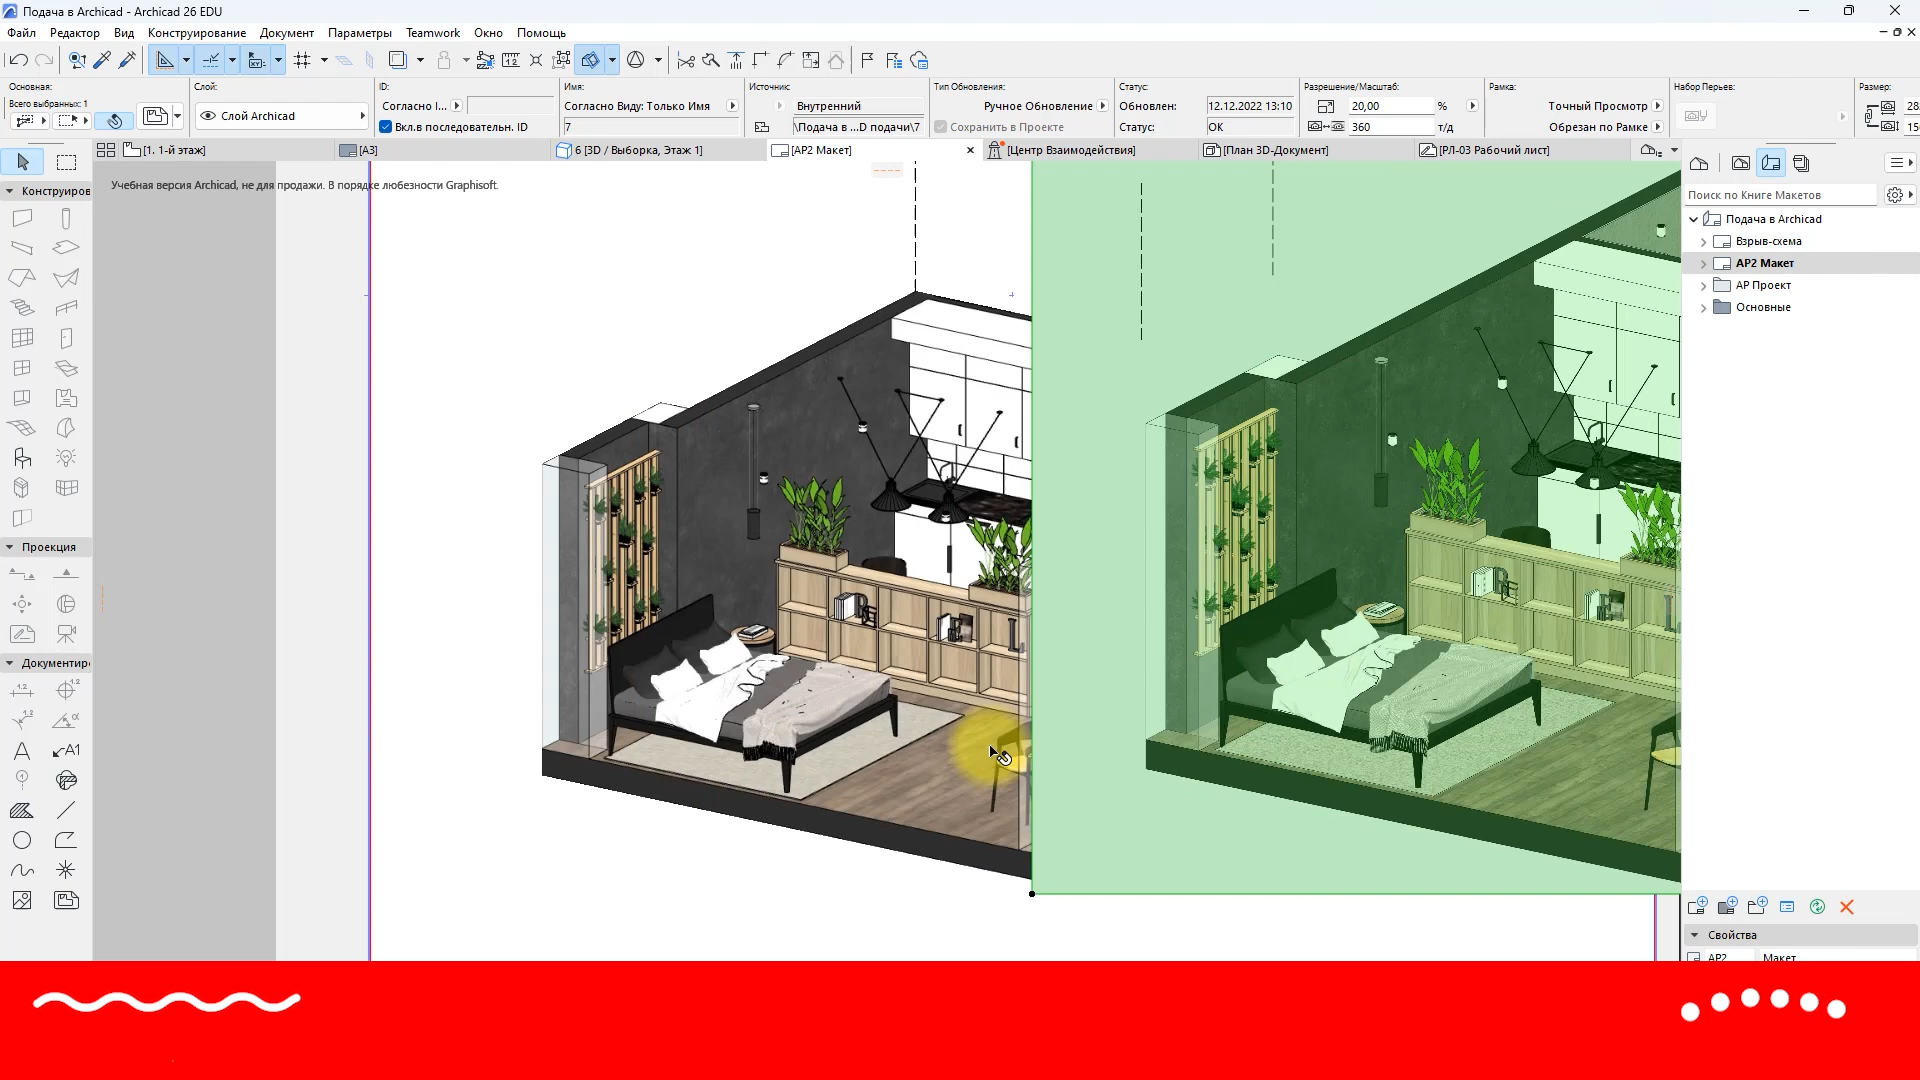 Подача в Archicad - Archicad 26 EDU
Файл Редактор Вид Конструирование Документ Параметры Teamwork Окно Помощь
Основная: Слой: ID: Имя: Источник: Тип Обновления: Статус: Разрешение/Масштаб: Рамка: Набор Перьев: Размер:
Всего выбранных: 1 Слой Archicad Согласно I... Согласно Виду: Только Имя Внутренний Ручное Обновление Обновлен: 12.12.2022 13:10 20,00 % Точный Просмотр
Вкл.в последовательн. ID 7 \Подача в ...D подачи\7 Сохранить в Проекте Статус: OK 360 т/д Обрезан по Рамке
[1. 1-й этаж] [A3] 6 [3D / Выборка, Этаж 1] [АР2 Макет] [Центр Взаимодействия] [План 3D-Документ] [РЛ-03 Рабочий лист]
Учебная версия Archicad, не для продажи. В порядке любезности Graphisoft.
Конструиров
Проекция
Документир
Поиск по Книге Макетов
Подача в Archicad
Взрыв-схема
АР2 Макет
АР Проект
Основные
Свойства
АР2 Макет